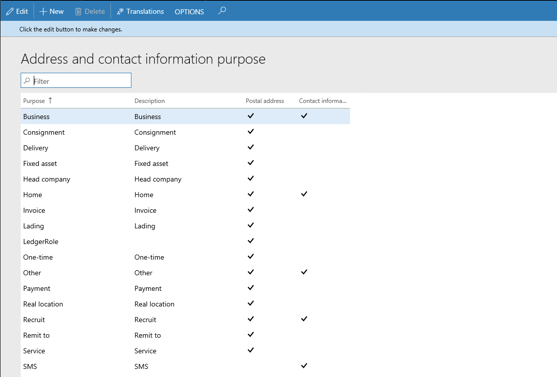 Edit New Delete Translations OPTIONS
Click the edit button to make changes.
Address and contact information purpose
Filter
Purpose ↑ Description Postal address Contact informa...
Business Business
Consignment Consignment
Delivery Delivery
Fixed asset Fixed asset
Head company Head company
Home Home
Invoice Invoice
Lading Lading
LedgerRole
One-time One-time
Other Other
Payment Payment
Real location Real location
Recruit Recruit
Remit to Remit to
Service Service
SMS SMS